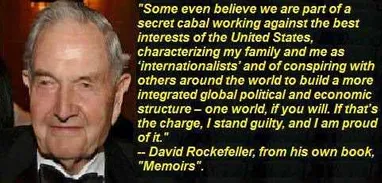 "Some even believe we are part of a
secret cabal working against the best
interests of the United States,
characterizing my family and me as
‘internationalists’ and of conspiring with
others around the world to build a more
integrated global political and economic
structure – one world, if you will. If that's
the charge, I stand guilty, and I am proud
of it."
-- David Rockefeller, from his own book,
"Memoirs".